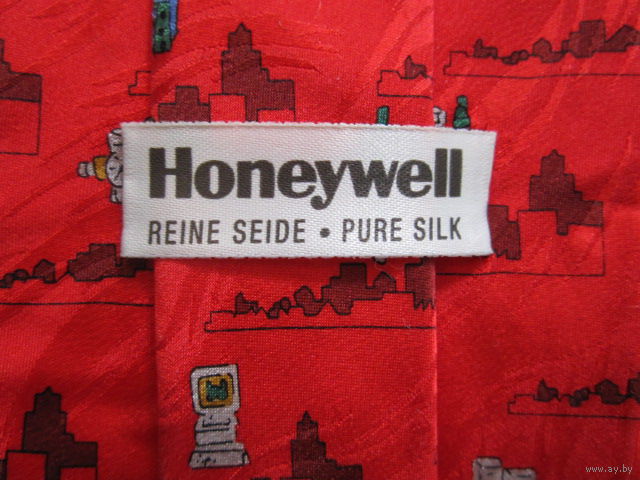 Honeywell
REINE SEIDE • PURE SILK
www.ay.by